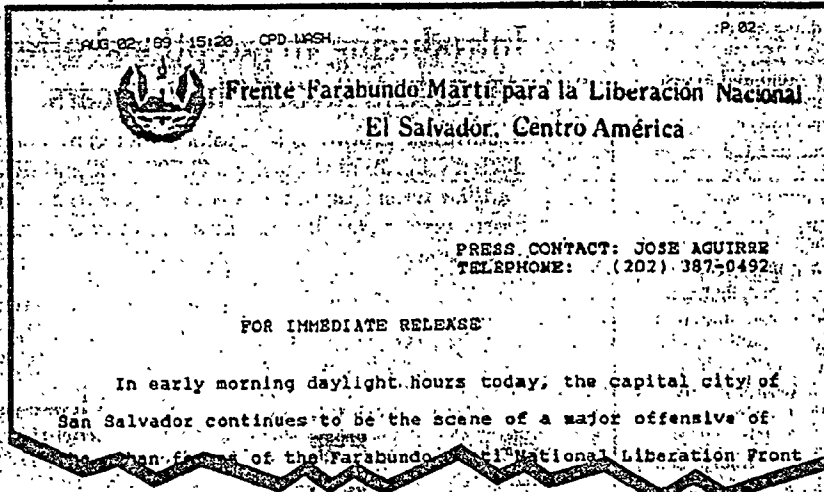 AUG-02-'89 15:20 CPD WASH P.02
Frente Farabundo Martí para la Liberación Nacional
El Salvador, Centro América
PRESS CONTACT: JOSE AGUIRRE
TELEPHONE: (202) 387-0492
FOR IMMEDIATE RELEASE
In early morning daylight hours today, the capital city of
San Salvador continues to be the scene of a major offensive of
of the Farabundo National Liberation Front